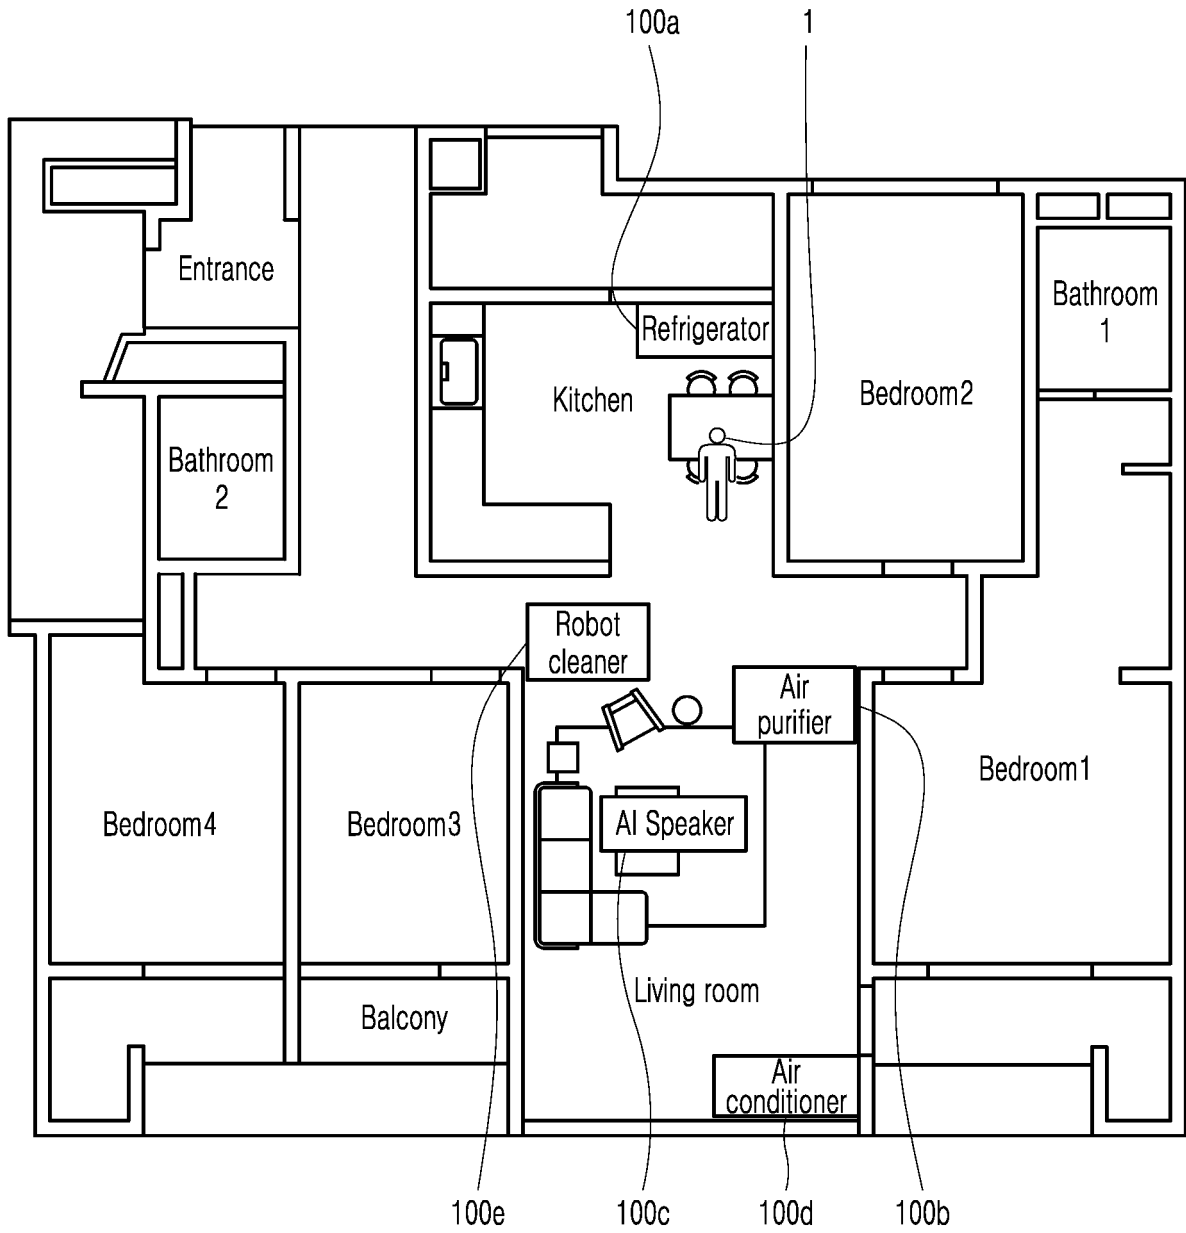 100a
1
Entrance
Bathroom
1
Refrigerator
Kitchen
Bedroom2
Bathroom
2
Robot
cleaner
Air
purifier
Bedroom1
Bedroom4
Bedroom3
AI Speaker
Living room
Balcony
Air
conditioner
100e
100c
100d
100b